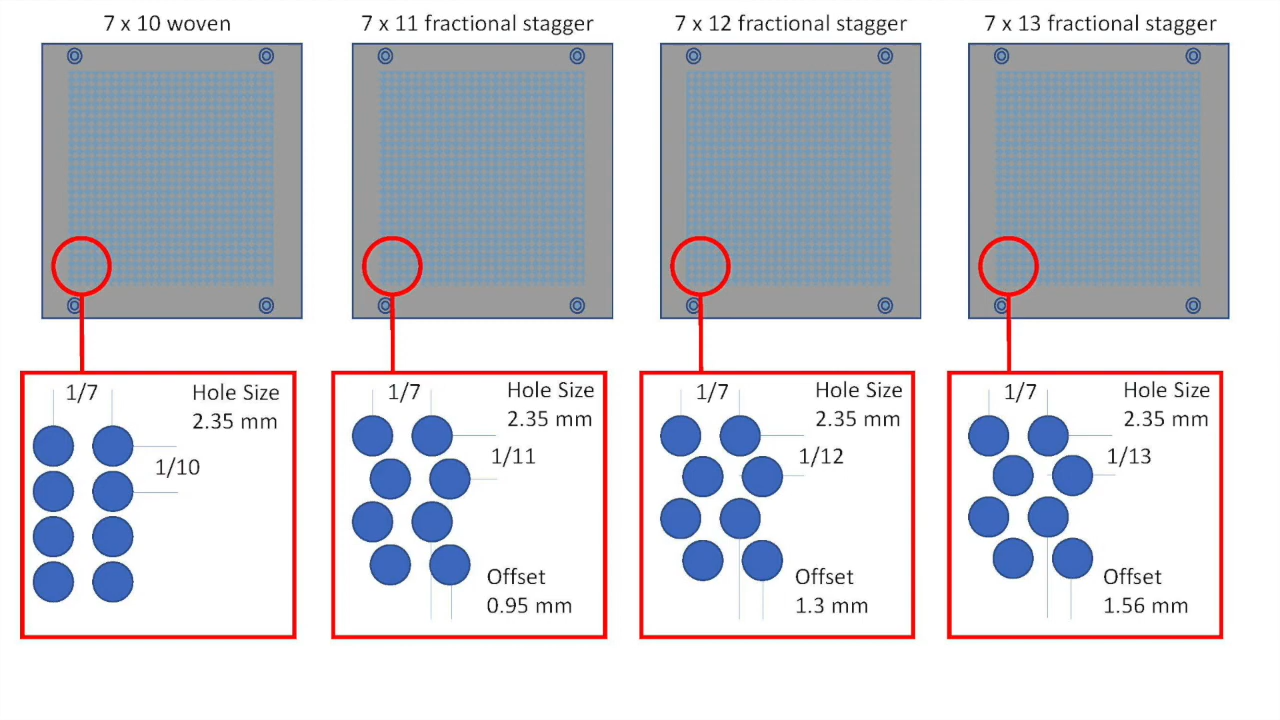 7 x 10 woven
7 x 11 fractional stagger
7 x 12 fractional stagger
7 x 13 fractional stagger
1/7
Hole Size
2.35 mm
1/10
1/7
Hole Size
2.35 mm
1/11
Offset
0.95 mm
1/7
Hole Size
2.35 mm
1/12
Offset
1.3 mm
1/7
Hole Size
2.35 mm
1/13
Offset
1.56 mm